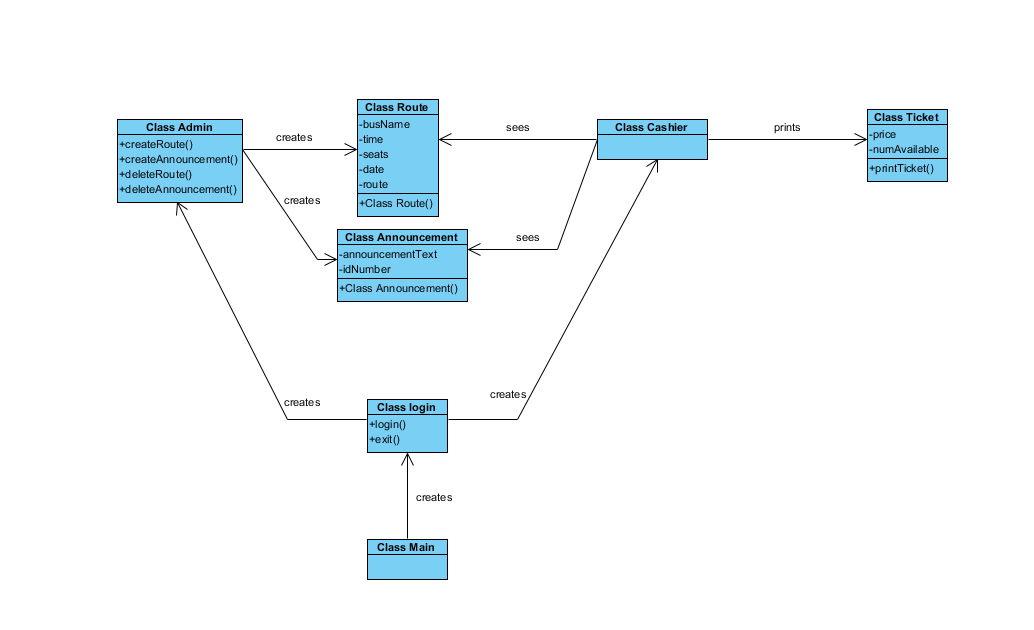 Class Admin
+createRoute()
+createAnnouncement()
+deleteRoute()
+deleteAnnouncement()
creates
creates
Class Route
-busName
-time
-seats
-date
-route
+Class Route()
sees
Class Cashier
prints
Class Ticket
-price
-numAvailable
+printTicket()
Class Announcement
-announcementText
-idNumber
+Class Announcement()
sees
creates
Class login
+login()
+exit()
creates
creates
Class Main